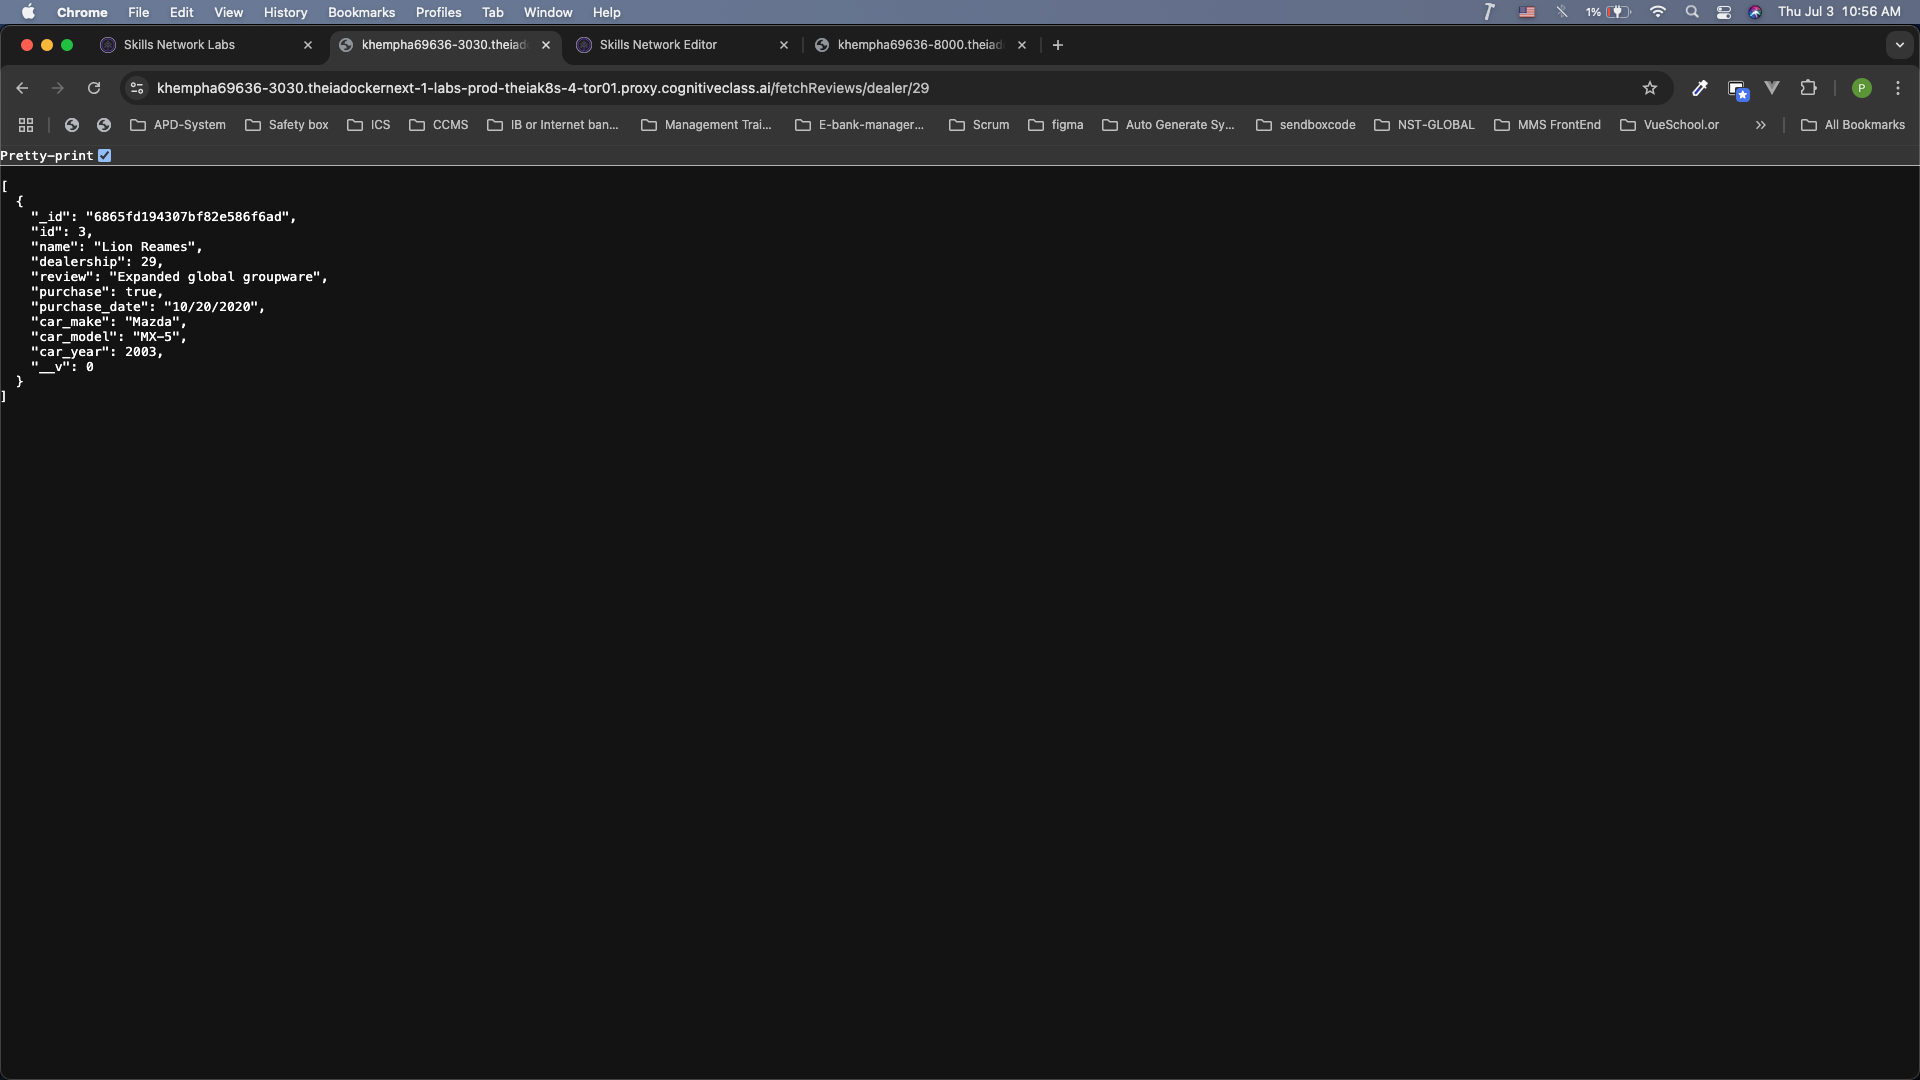 Chrome File Edit View History Bookmarks Profiles Tab Window Help 1% Thu Jul 3 10:56 AM
Skills Network Labs khempha69636-3030.theiad Skills Network Editor khempha69636-8000.theiad
khempha69636-3030.theiadockernext-1-labs-prod-theiak8s-4-tor01.proxy.cognitiveclass.ai/fetchReviews/dealer/29 P
APD-System Safety box ICS CCMS IB or Internet ban... Management Trai... E-bank-manager... Scrum figma Auto Generate Sy... sendboxcode NST-GLOBAL MMS FrontEnd VueSchool.or » All Bookmarks
Pretty-print
[
{
"_id": "6865fd194307bf82e586f6ad",
"id": 3,
"name": "Lion Reames",
"dealership": 29,
"review": "Expanded global groupware",
"purchase": true,
"purchase_date": "10/20/2020",
"car_make": "Mazda",
"car_model": "MX-5",
"car_year": 2003,
"__v": 0
}
]